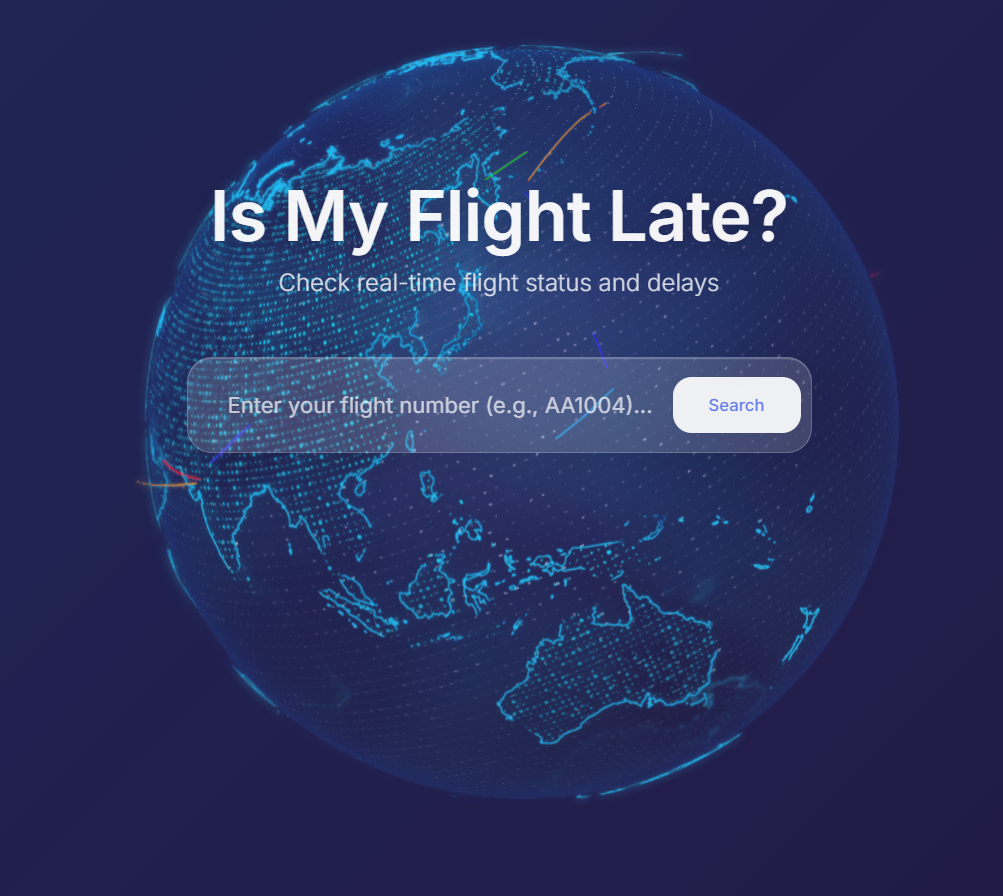 Is My Flight Late?
Check real-time flight status and delays
Enter your flight number (e.g., AA1004)...
Search